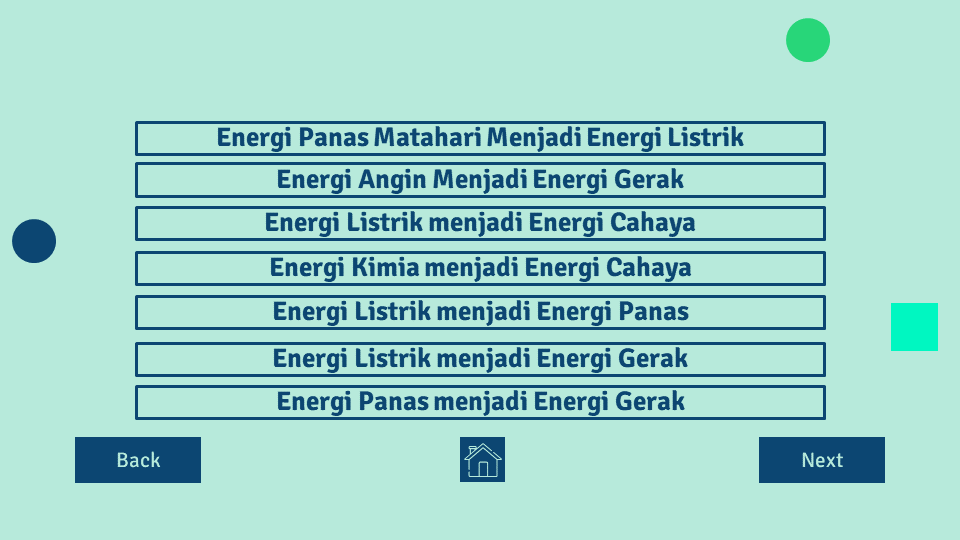 Energi Panas Matahari Menjadi Energi Listrik
Energi Angin Menjadi Energi Gerak
Energi Listrik menjadi Energi Cahaya
Energi Kimia menjadi Energi Cahaya
Energi Listrik menjadi Energi Panas
Energi Listrik menjadi Energi Gerak
Energi Panas menjadi Energi Gerak
Back
Next